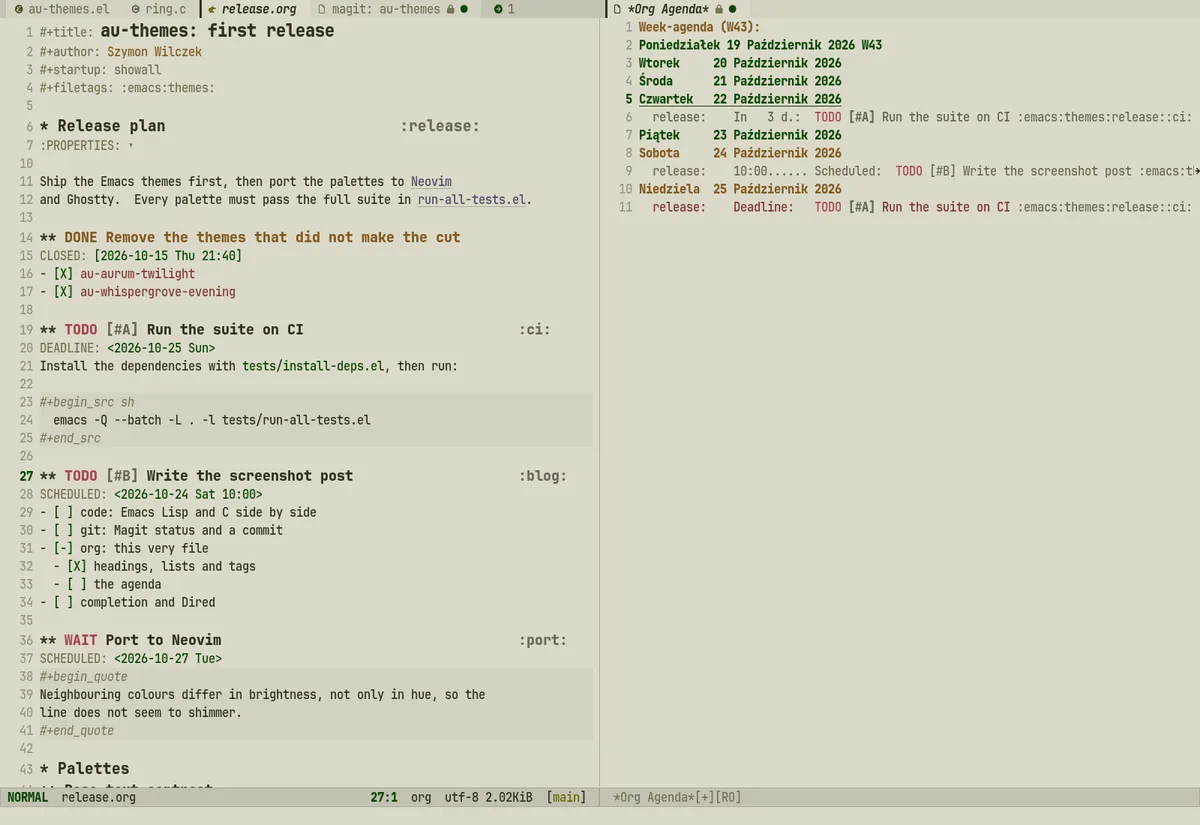 au-themes.el ring.c release.org magit: au-themes 1
1 #+title: au-themes: first release
2 #+author: Szymon Wilczek
3 #+startup: showall
4 #+filetags: :emacs:themes:
5
6 * Release plan :release:
7 :PROPERTIES:
10
11 Ship the Emacs themes first, then port the palettes to Neovim
12 and Ghostty. Every palette must pass the full suite in run-all-tests.el.
13
14 ** DONE Remove the themes that did not make the cut
15 CLOSED: [2026-10-15 Thu 21:40]
16 - [X] au-aurum-twilight
17 - [X] au-whispergrove-evening
18
19 ** TODO [#A] Run the suite on CI :ci:
20 DEADLINE: <2026-10-25 Sun>
21 Install the dependencies with tests/install-deps.el, then run:
22
23 #+begin_src sh
24 emacs -Q --batch -L . -l tests/run-all-tests.el
25 #+end_src
26
27 ** TODO [#B] Write the screenshot post :blog:
28 SCHEDULED: <2026-10-24 Sat 10:00>
29 - [ ] code: Emacs Lisp and C side by side
30 - [ ] git: Magit status and a commit
31 - [-] org: this very file
32 - [X] headings, lists and tags
33 - [ ] the agenda
34 - [ ] completion and Dired
35
36 ** WAIT Port to Neovim :port:
37 SCHEDULED: <2026-10-27 Tue>
38 #+begin_quote
39 Neighbouring colours differ in brightness, not only in hue, so the
40 line does not seem to shimmer.
41 #+end_quote
42
43 * Palettes
NORMAL release.org 27:1 org utf-8 2.02KiB [main]
*Org Agenda*
1 Week-agenda (W43):
2 Poniedziałek 19 Październik 2026 W43
3 Wtorek 20 Październik 2026
4 Środa 21 Październik 2026
5 Czwartek 22 Październik 2026
6 release: In 3 d.: TODO [#A] Run the suite on CI :emacs:themes:release::ci:
7 Piątek 23 Październik 2026
8 Sobota 24 Październik 2026
9 release: 10:00...... Scheduled: TODO [#B] Write the screenshot post :emacs:t
10 Niedziela 25 Październik 2026
11 release: Deadline: TODO [#A] Run the suite on CI :emacs:themes:release::ci:
*Org Agenda*[+][RO]